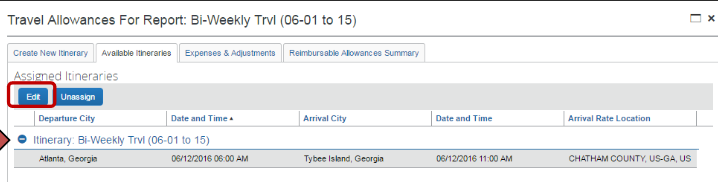 Travel Allowances For Report: Bi-Weekly Trvl (06-01 to 15)
Create New Itinerary Available Itineraries Expenses & Adjustments Reimbursable Allowances Summary
Assigned Itineraries
Edit Unassign
Departure City Date and Time Arrival City Date and Time Arrival Rate Location
Itinerary: Bi-Weekly Trvl (06-01 to 15)
Atlanta, Georgia 06/12/2016 06:00 AM Tybee Island, Georgia 06/12/2016 11:00 AM CHATHAM COUNTY, US-GA, US